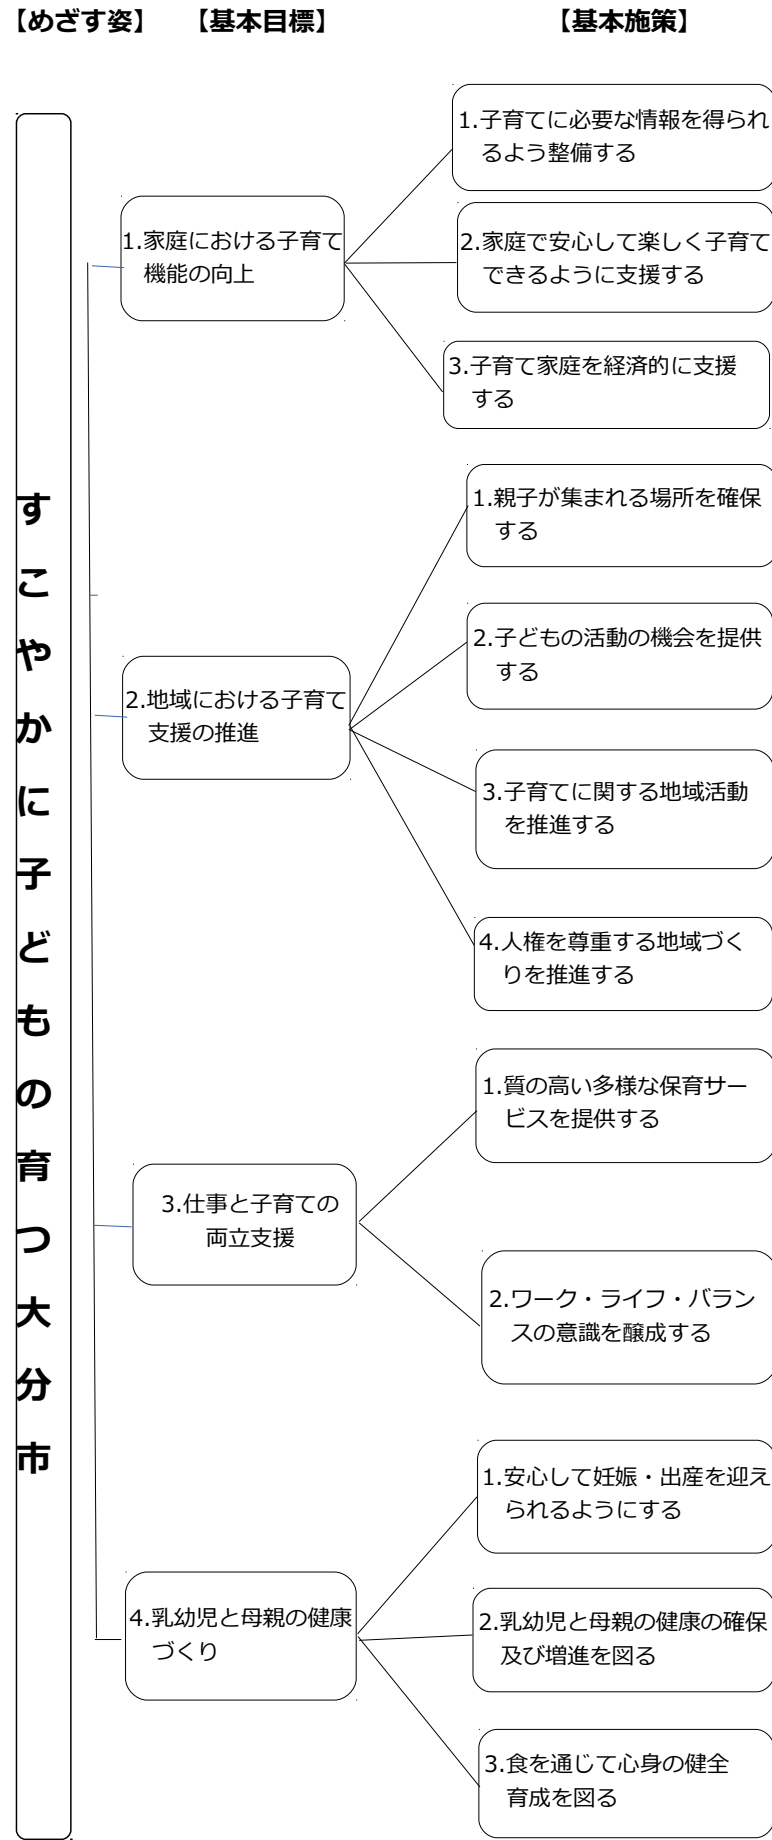 【めざす姿】 【基本目標】 【基本施策】
すこやかに子どもの育つ大分市
1.家庭における子育て
機能の向上
1.子育てに必要な情報を得られ
るよう整備する
2.家庭で安心して楽しく子育て
できるように支援する
3.子育て家庭を経済的に支援
する
2.地域における子育て
支援の推進
1.親子が集まれる場所を確保
する
2.子どもの活動の機会を提供
する
3.子育てに関する地域活動
を推進する
4.人権を尊重する地域づく
りを推進する
3.仕事と子育ての
両立支援
1.質の高い多様な保育サー
ビスを提供する
2.ワーク・ライフ・バラン
スの意識を醸成する
4.乳幼児と母親の健康
づくり
1.安心して妊娠・出産を迎え
られるようにする
2.乳幼児と母親の健康の確保
及び増進を図る
3.食を通じて心身の健全
育成を図る